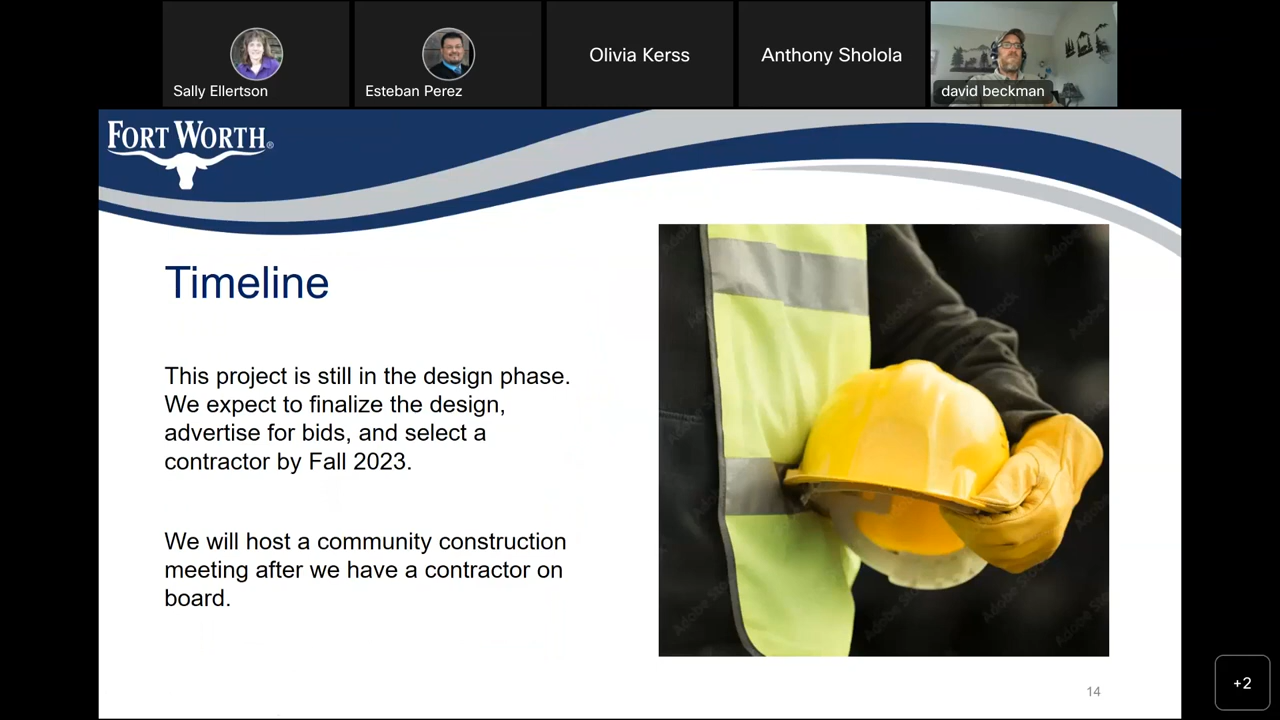 Sally Ellertson
Esteban Perez
Olivia Kerss
Anthony Sholola
david beckman
FORT WORTH®
Timeline
This project is still in the design phase.
We expect to finalize the design,
advertise for bids, and select a
contractor by Fall 2023.
We will host a community construction
meeting after we have a contractor on
board.
14
+2